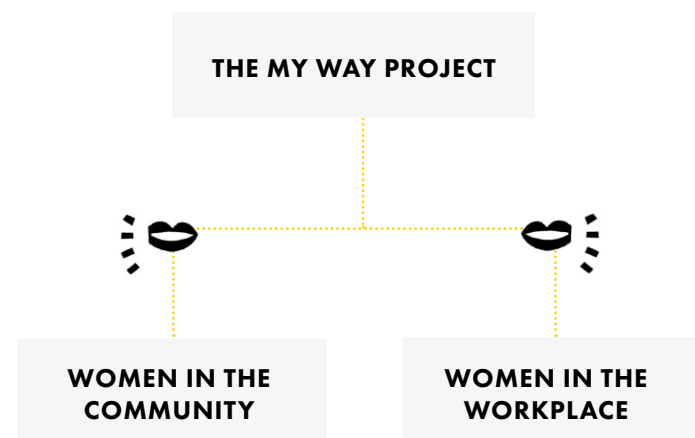 THE MY WAY PROJECT
WOMEN IN THE
COMMUNITY
WOMEN IN THE
WORKPLACE